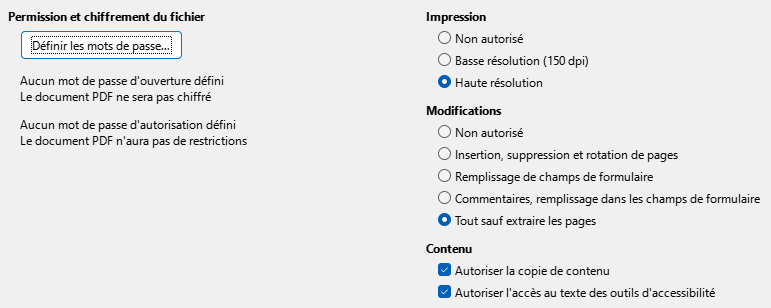 Permission et chiffrement du fichier
Définir les mots de passe...
Aucun mot de passe d'ouverture défini
Le document PDF ne sera pas chiffré
Aucun mot de passe d'autorisation défini
Le document PDF n'aura pas de restrictions
Impression
Non autorisé
Basse résolution (150 dpi)
Haute résolution
Modifications
Non autorisé
Insertion, suppression et rotation de pages
Remplissage de champs de formulaire
Commentaires, remplissage dans les champs de formulaire
Tout sauf extraire les pages
Contenu
Autoriser la copie de contenu
Autoriser l'accès au texte des outils d'accessibilité